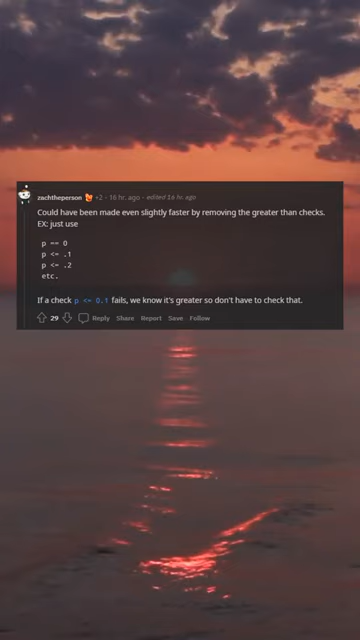 zachtheperson +2 · 16 hr. ago · edited 16 hr. ago
Could have been made even slightly faster by removing the greater than checks.
EX: just use
p == 0
p <= .1
p <= .2
etc.
If a check p <= 0.1 fails, we know it's greater so don't have to check that.
29 Reply Share Report Save Follow